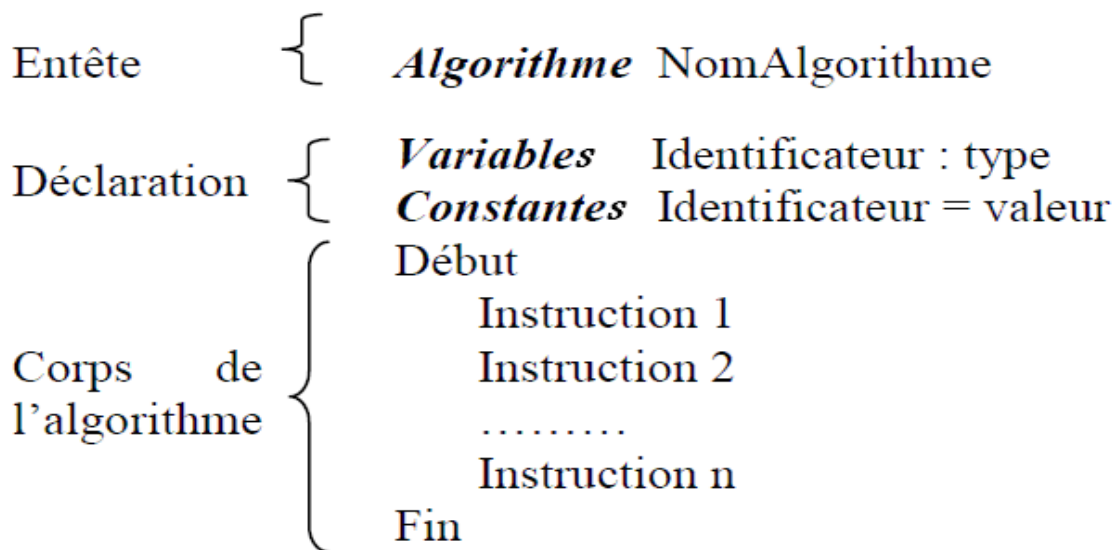 Entête Algorithme NomAlgorithme
Variables Identificateur : type
Déclaration
Constantes Identificateur = valeur
Début
Instruction 1
Corps de Instruction 2
l’algorithme
………
Instruction n
Fin